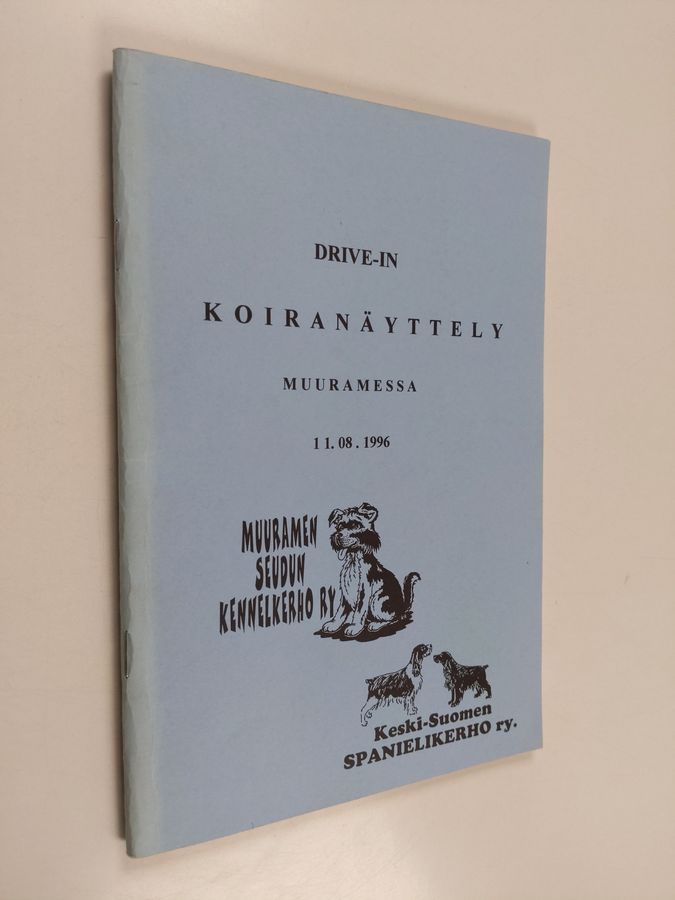 DRIVE-IN
KOIRANÄYTTELY
MUURAMESSA
11.08.1996
MUURAMEN
SEUDUN
KENNELKERHO RY
Keski-Suomen
SPANIELIKERHO ry.